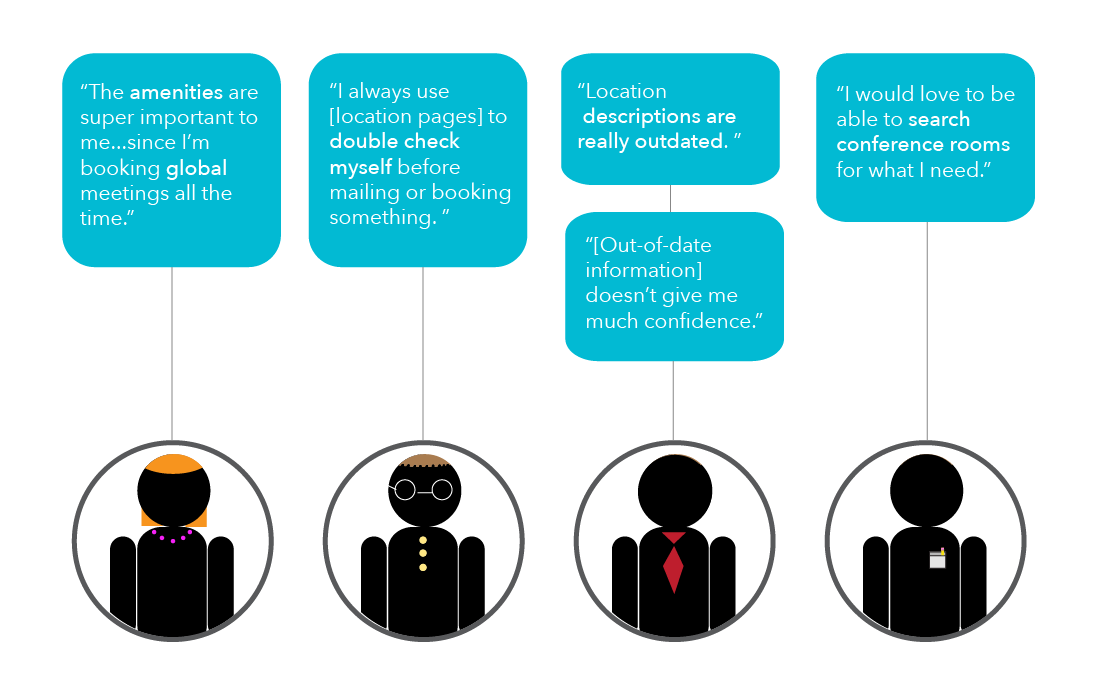 “The amenities are
super important to
me...since I’m
booking global
meetings all the
time.”
“I always use
[location pages] to
double check
myself before
mailing or booking
something. ”
“Location
descriptions are
really outdated. ”
“[Out-of-date
information]
doesn’t give me
much confidence.”
“I would love to be
able to search
conference rooms
for what I need.”